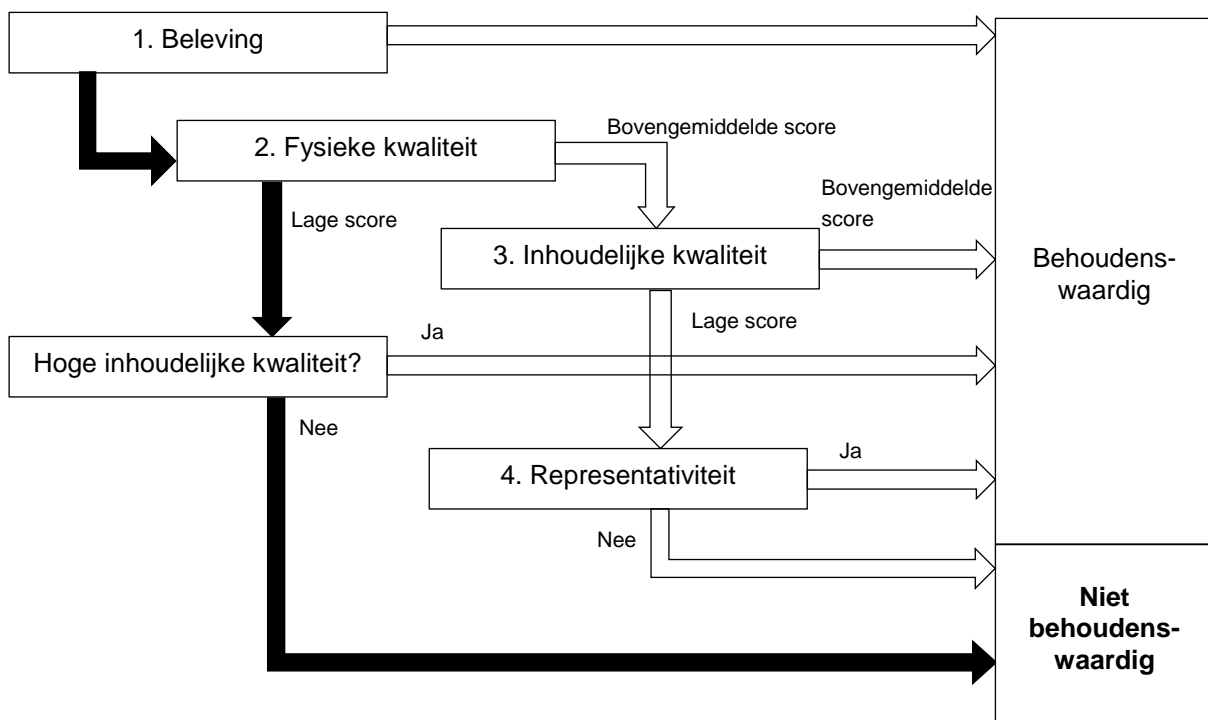 1. Beleving
2. Fysieke kwaliteit
Bovengemiddelde score
Bovengemiddelde
score
Lage score
3. Inhoudelijke kwaliteit
Behoudens-
waardig
Lage score
Ja
Hoge inhoudelijke kwaliteit?
Nee
Ja
4. Representativiteit
Nee
Niet
behoudens-
waardig